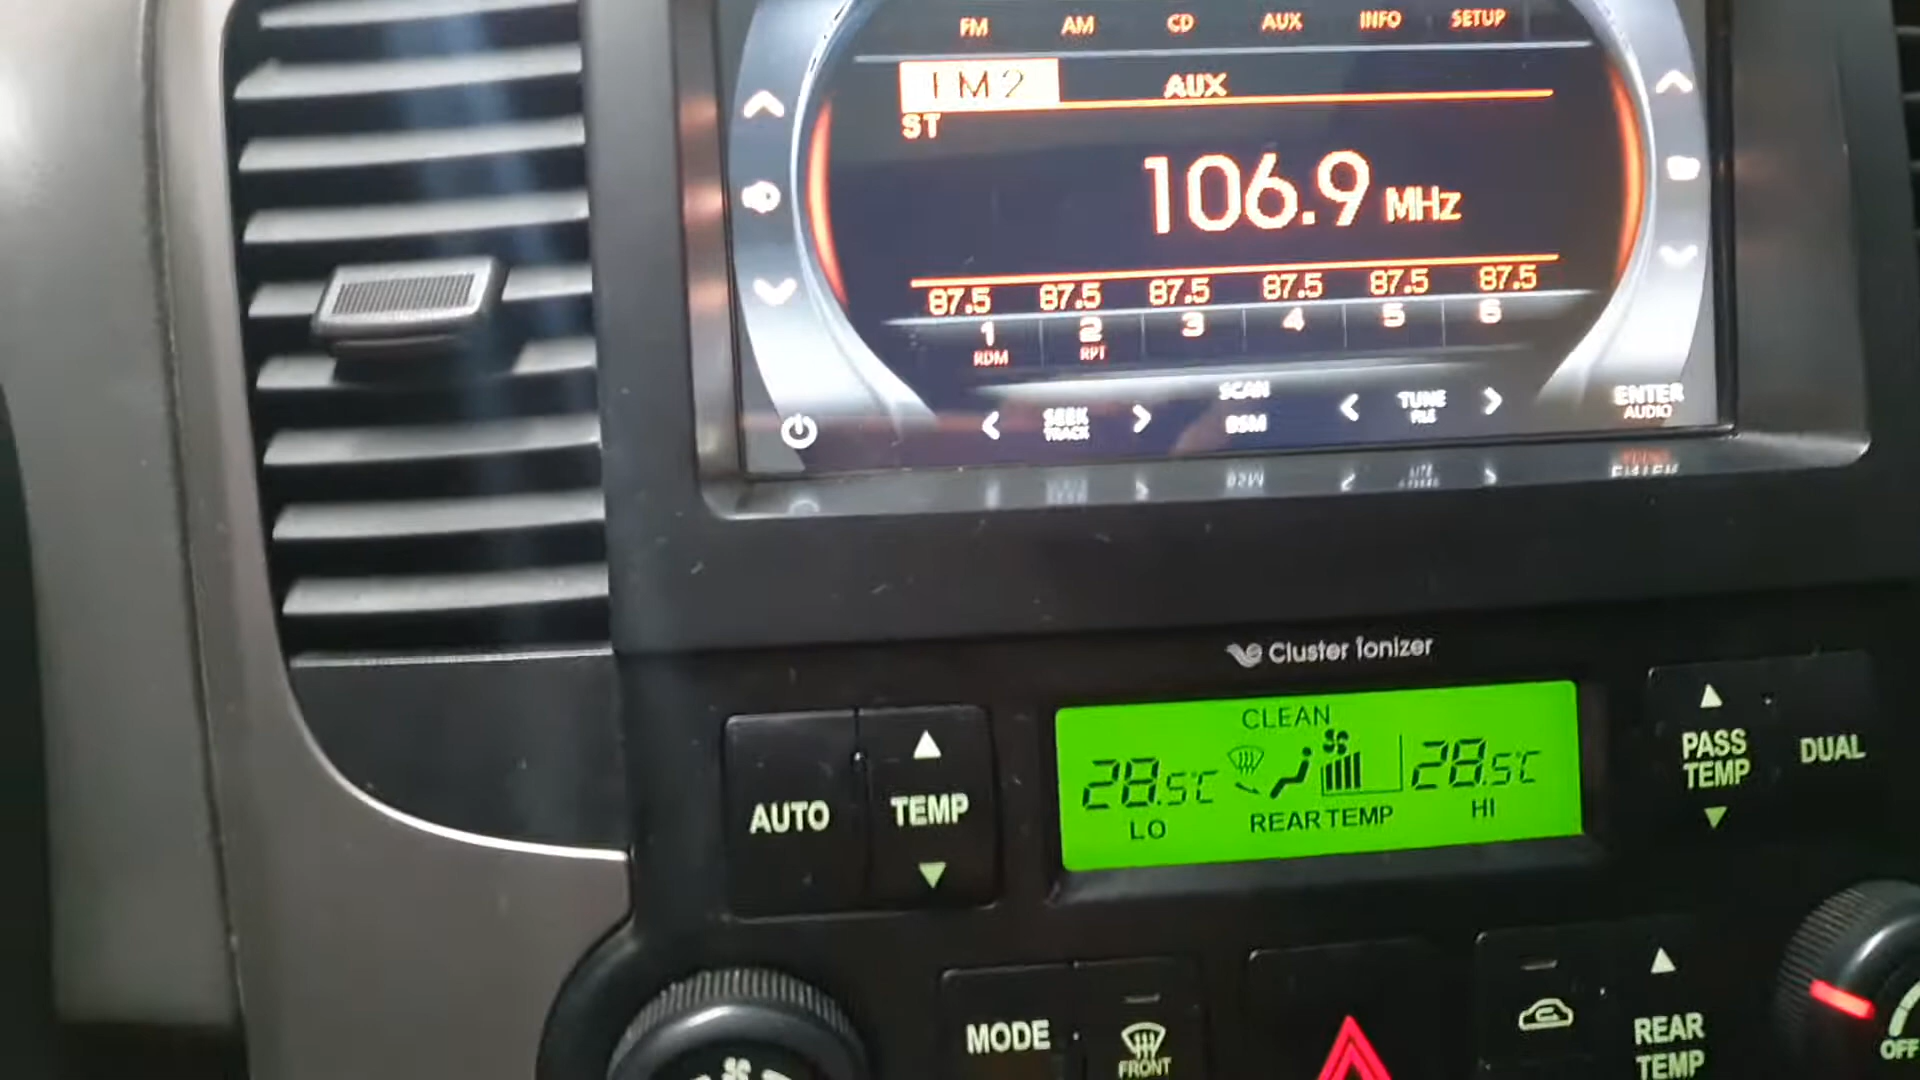 FM AM CD AUX INFO SETUP
FM2 AUX
ST
106.9 MHz
87.5 87.5 87.5 87.5 87.5 87.5
1 2 3 4 5 6
RDM RPT
SCAN
SEEK TUNE ENTER
TRACK BSM FILE AUDIO
Cluster ionizer
CLEAN
28.5°C 28.5°C
LO REAR TEMP HI
AUTO TEMP
PASS
TEMP
DUAL
MODE
FRONT
REAR
TEMP
OFF